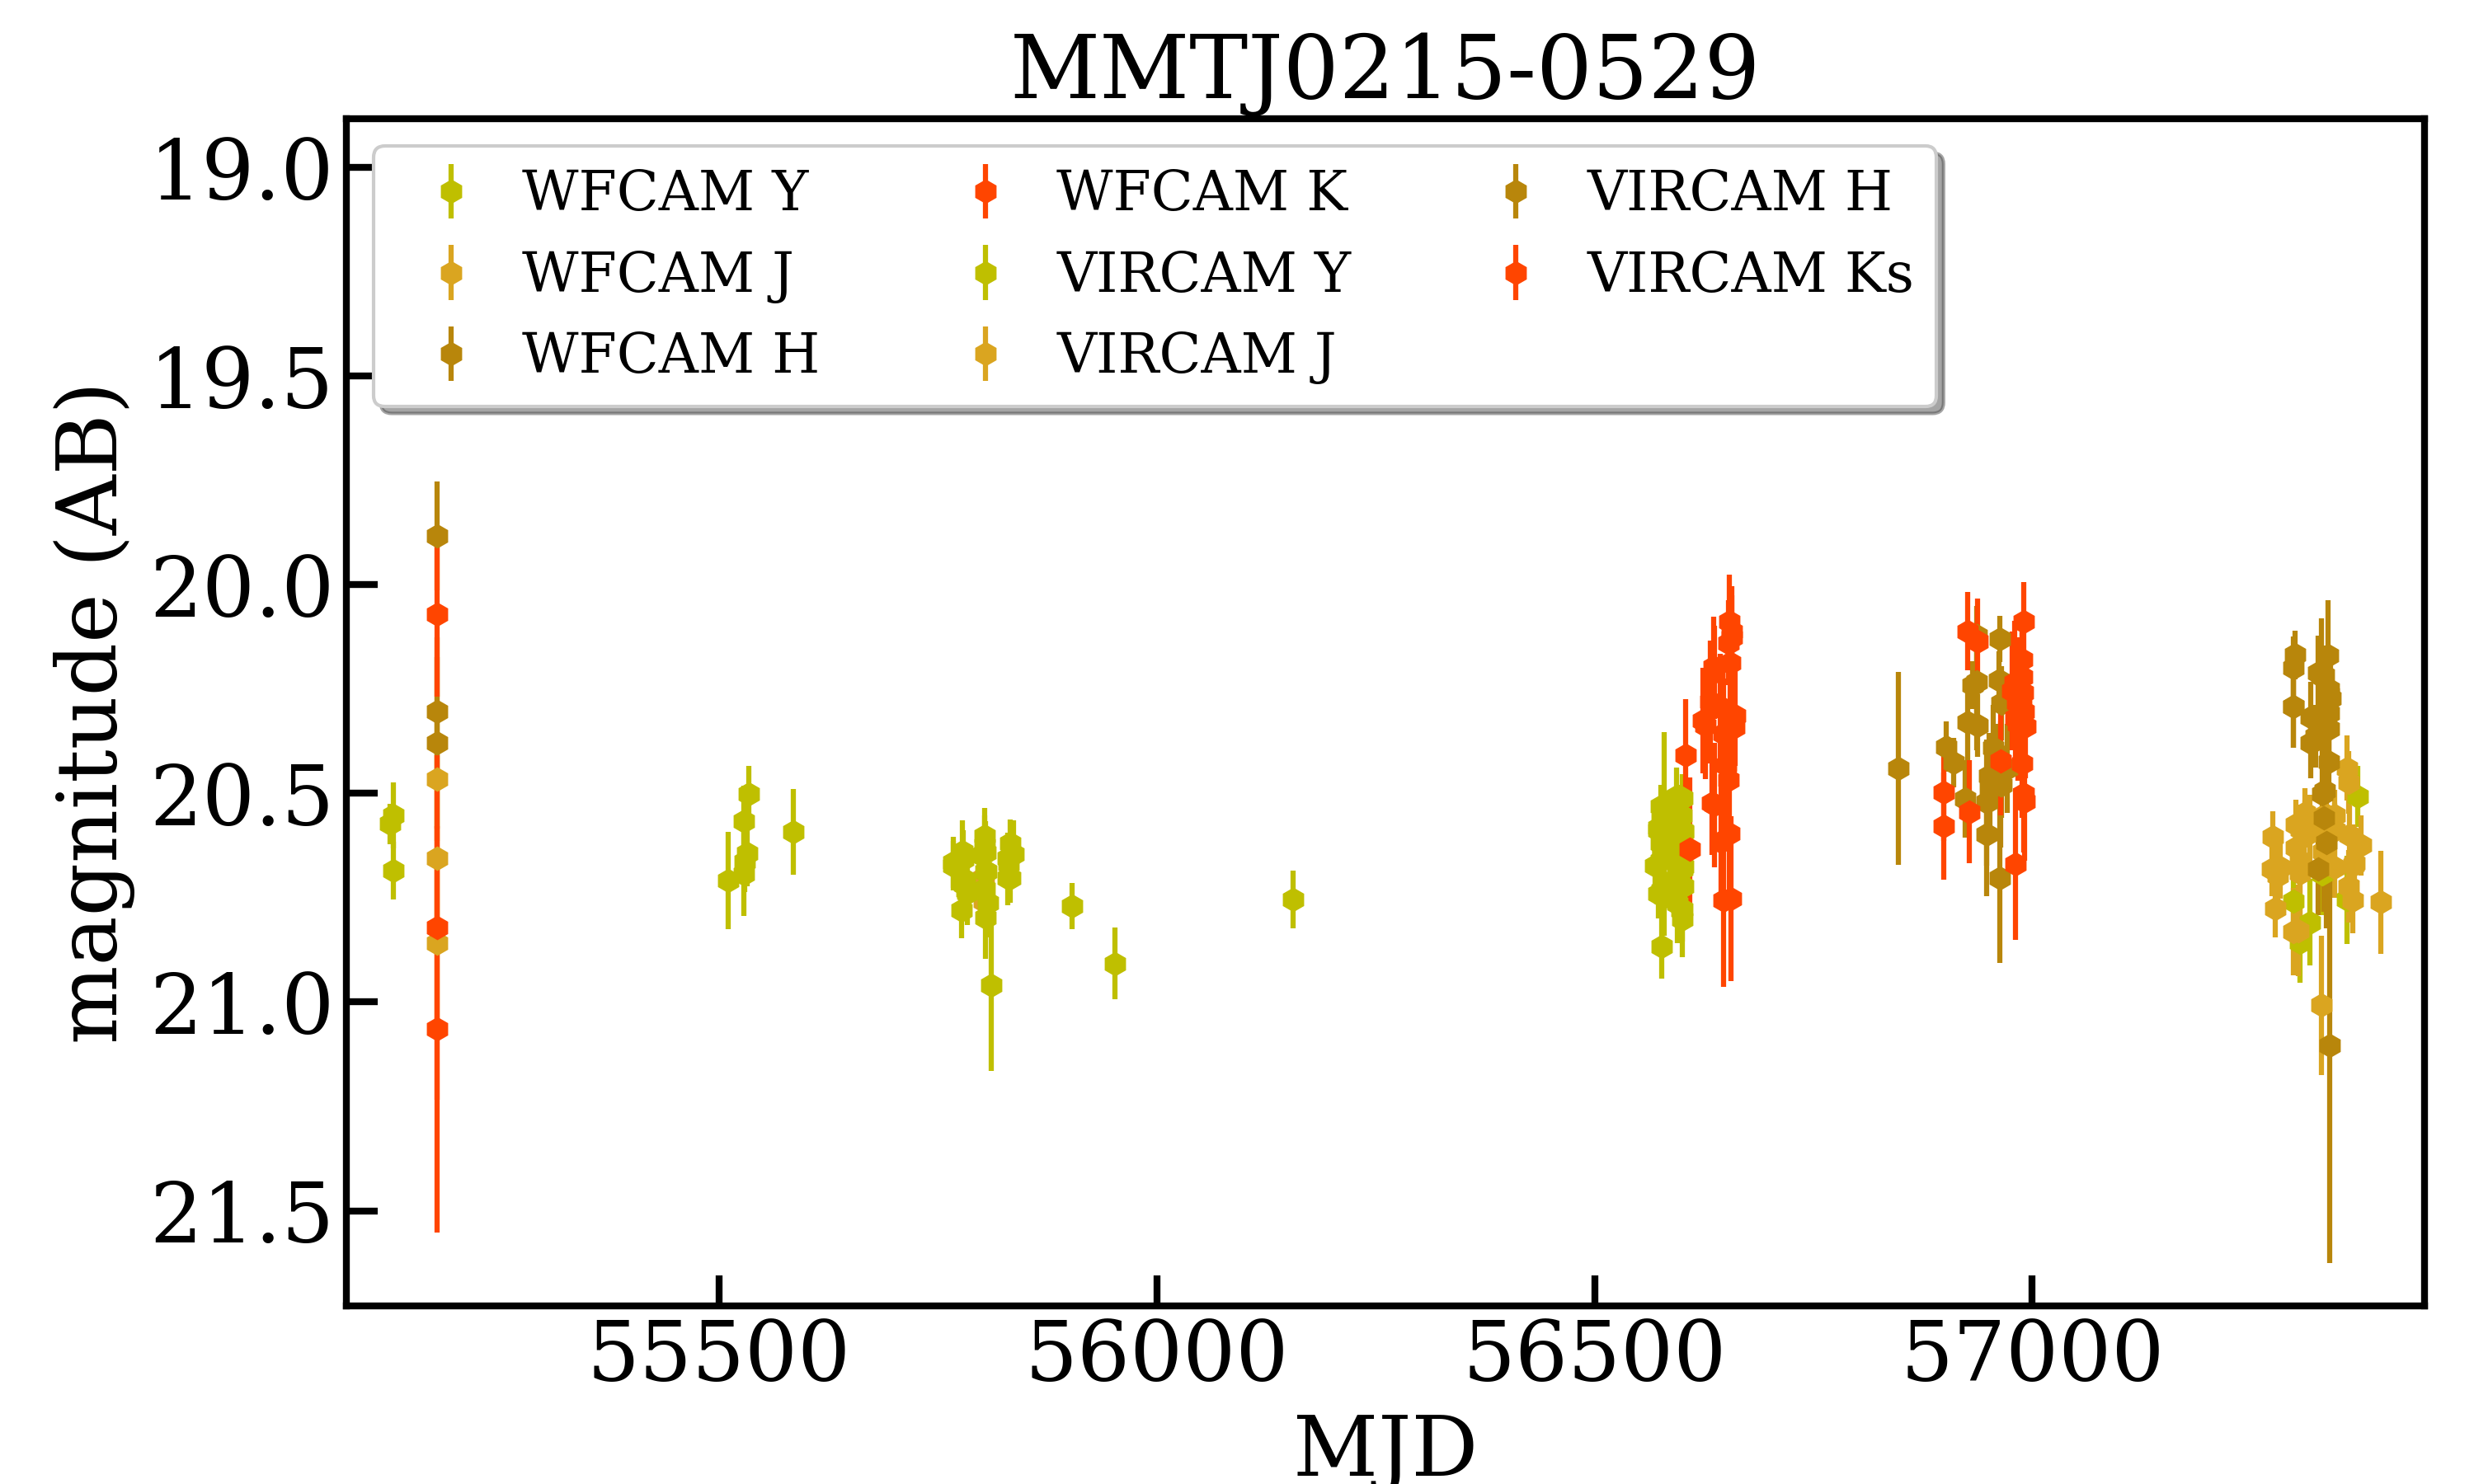 MMTJ0215-0529
WFCAM Y
WFCAM J
WFCAM H
WFCAM K
VIRCAM Y
VIRCAM J
VIRCAM H
VIRCAM Ks
magnitude (AB)
19.0
19.5
20.0
20.5
21.0
21.5
55500
56000
56500
57000
MJD